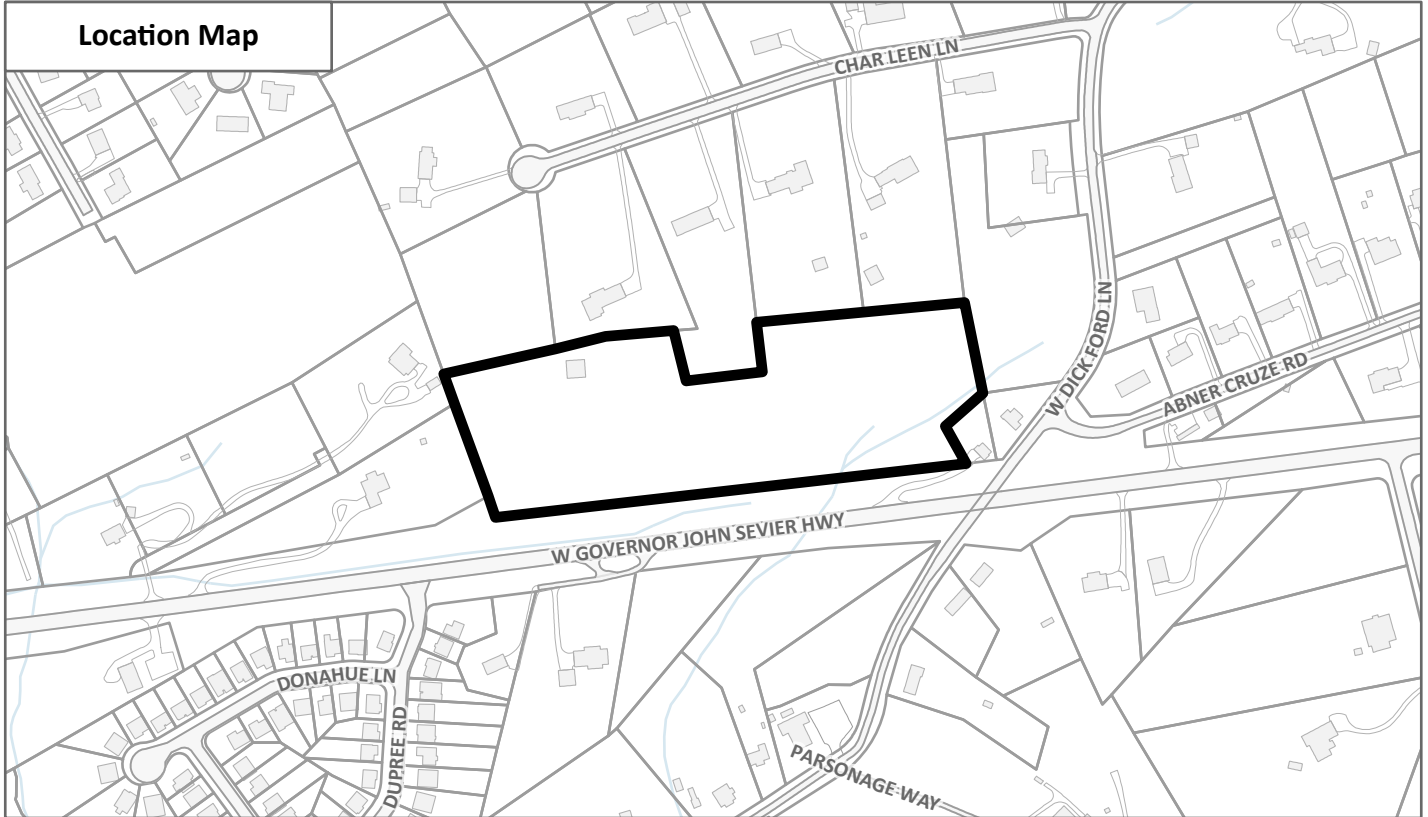 Location Map
CHAR LEEN LN
W DICK FORD LN
ABNER CRUZE RD
W GOVERNOR JOHN SEVIER HWY
DONAHUE LN
DUPREE RD
PARSONAGE WAY